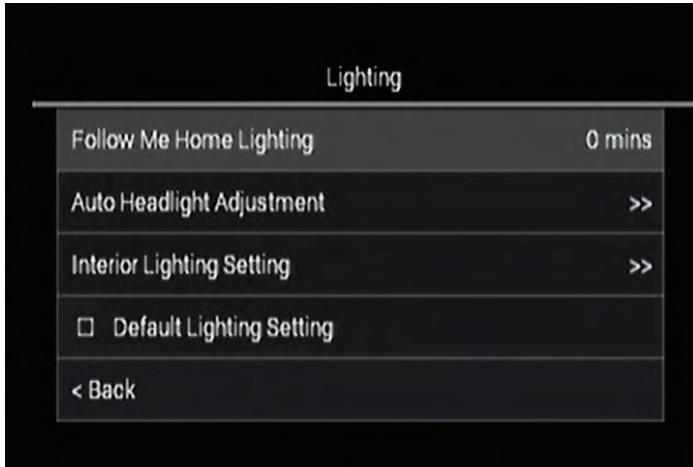 Lighting
Follow Me Home Lighting 0 mins
Auto Headlight Adjustment >>
Interior Lighting Setting >>
☐ Default Lighting Setting
< Back